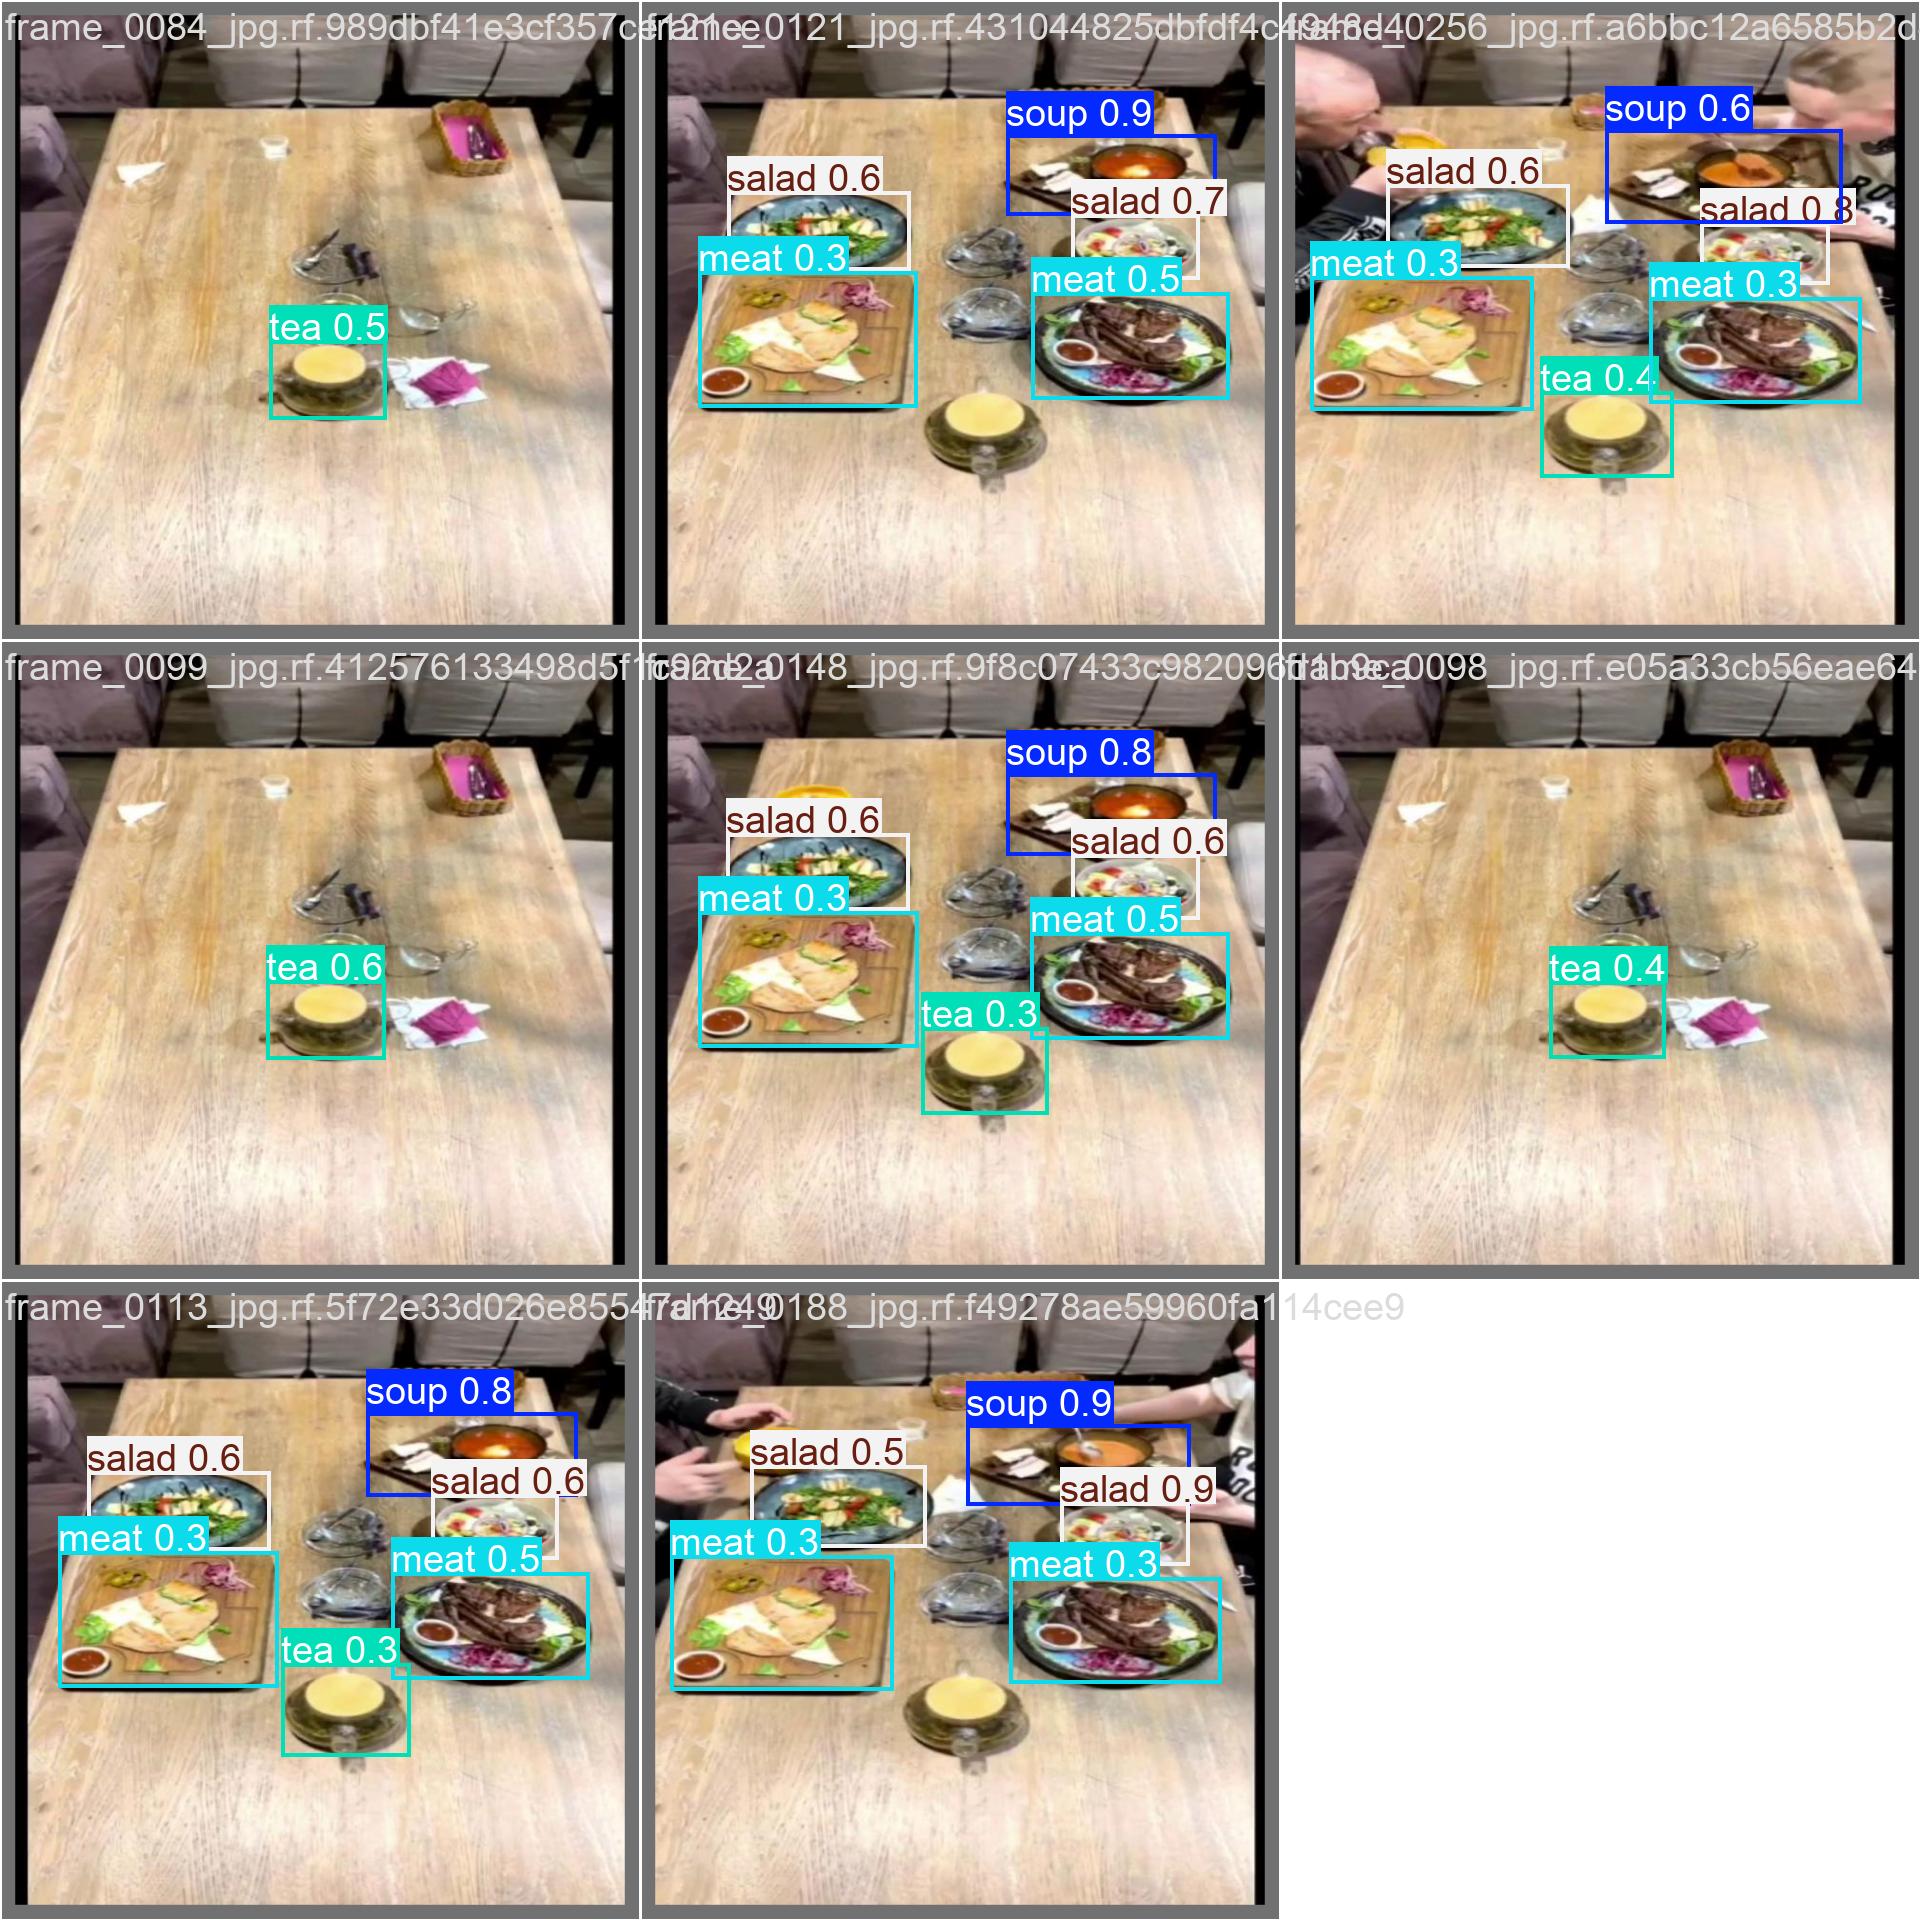 frame_0084_jpg.rf.989dbf41e3cf357ce
frame_0121_jpg.rf.431044825dbfdf4c4948d4
frame_0256_jpg.rf.a6bbc12a6585b2d
tea 0.5
soup 0.9
salad 0.6
salad 0.7
meat 0.3
meat 0.5
soup 0.6
salad 0.6
salad 0.8
meat 0.3
meat 0.3
tea 0.4
frame_0099_jpg.rf.412576133498d5f1
frame_0148_jpg.rf.9f8c07433c982096
frame_0098_jpg.rf.e05a33cb56eae64
tea 0.6
soup 0.8
salad 0.6
salad 0.6
meat 0.3
meat 0.5
tea 0.3
tea 0.4
frame_0113_jpg.rf.5f72e33d026e8554
frame_0188_jpg.rf.f49278ae59960fa114cee9
soup 0.8
salad 0.6
salad 0.6
meat 0.3
meat 0.5
tea 0.3
soup 0.9
salad 0.5
salad 0.9
meat 0.3
meat 0.3